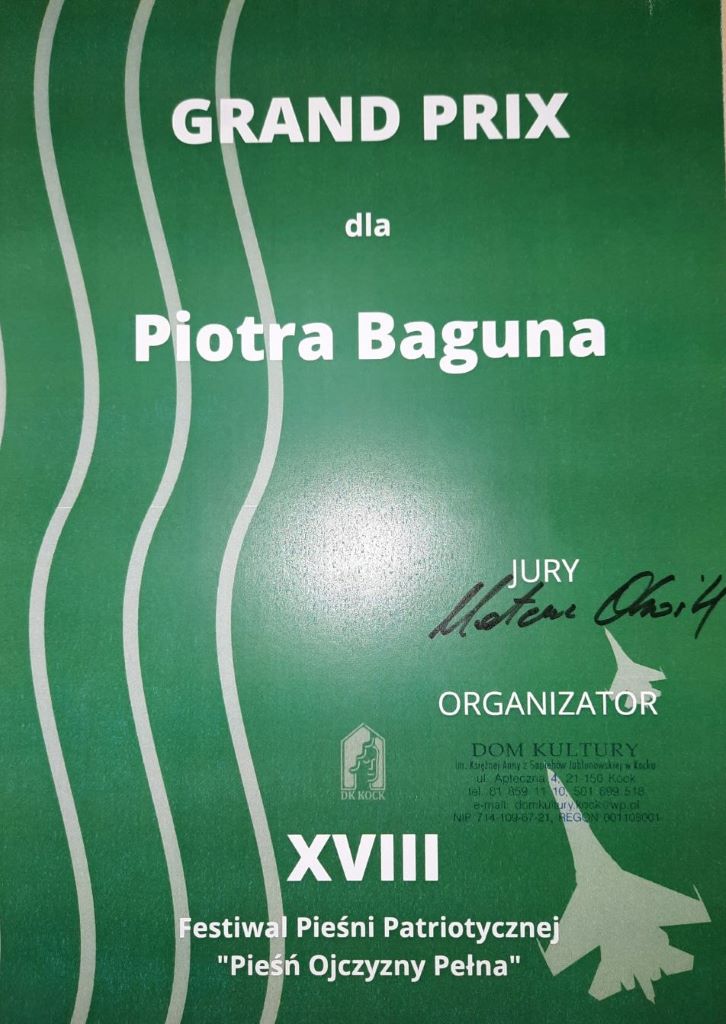 GRAND PRIX
dla
Piotra Baguna
JURY
ORGANIZATOR
DOM KULTURY
im. Księżnej Anny z Sapiehów Jabłonowskiej w Kocku
ul. Apteczna 4, 21-150 Kock
tel. 81 859 11 10, 501 699 518
e-mail: domkultury.kock@wp.pl
NIP 714-109-67-21, REGON 001109001
DK KOCK
XVIII
Festiwal Pieśni Patriotycznej
"Pieśń Ojczyzny Pełna"